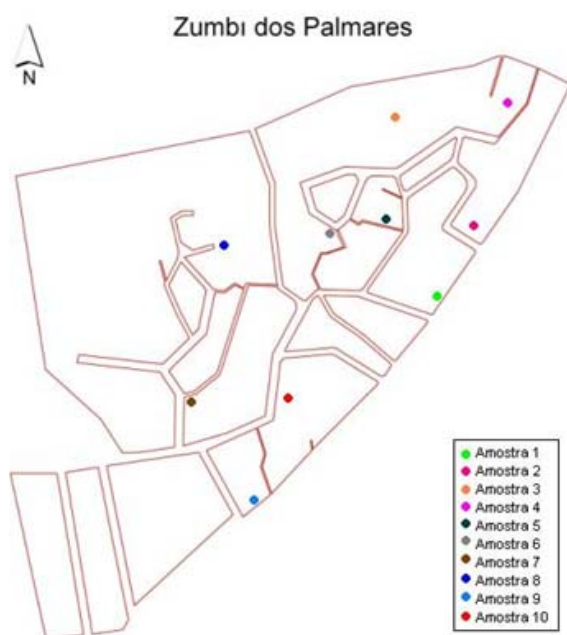 Zumbi dos Palmares
N
Amostra 1
Amostra 2
Amostra 3
Amostra 4
Amostra 5
Amostra 6
Amostra 7
Amostra 8
Amostra 9
Amostra 10